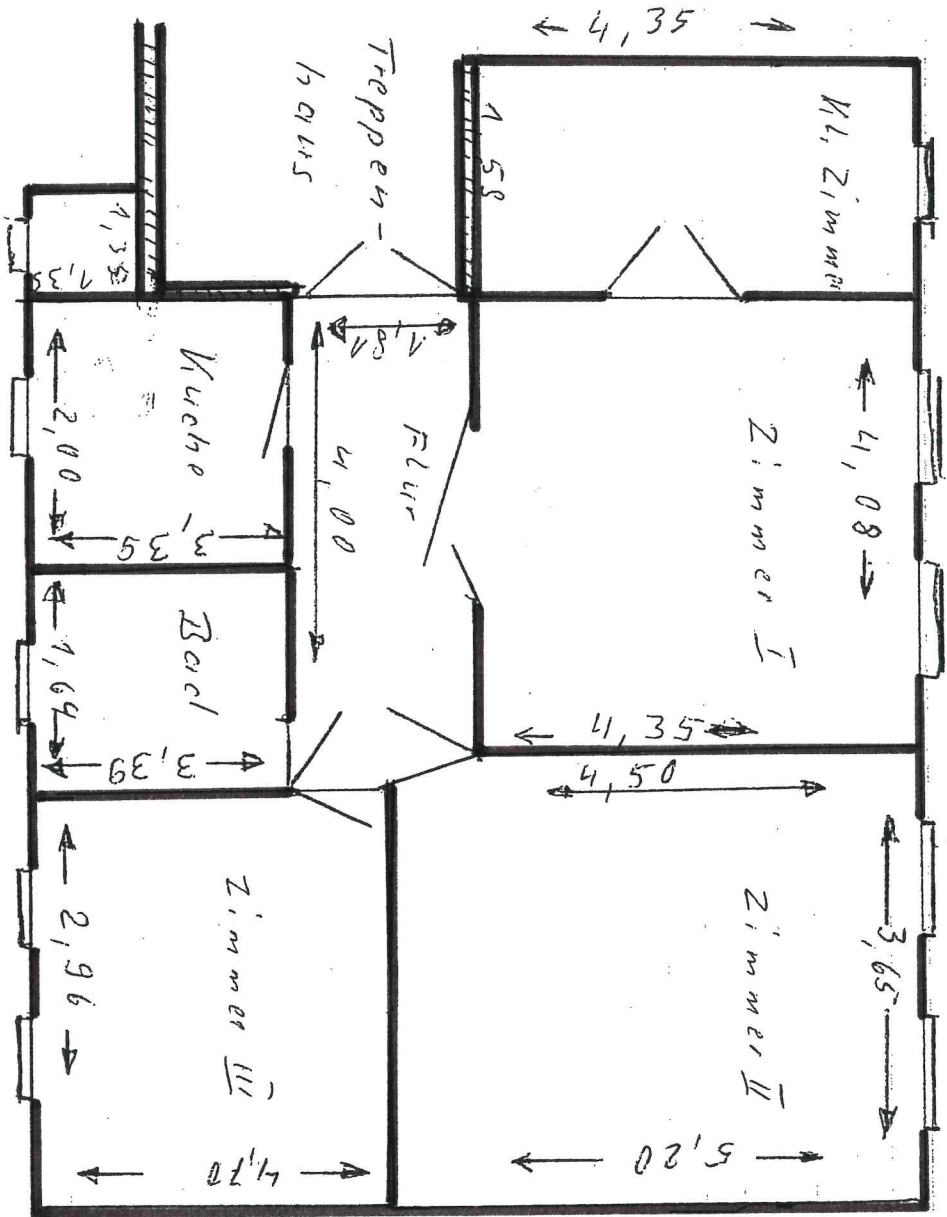 Kl, Zimmer
4,35
1,58
Treppen-
haus
1,35
1,35
Zimmer I
4,08
4,35
Flur
1,81
4,00
Küche
2,00
3,39
Bad
1,64
3,39
Zimmer II
3,65
4,50
5,20
Zimmer III
2,96
4,70